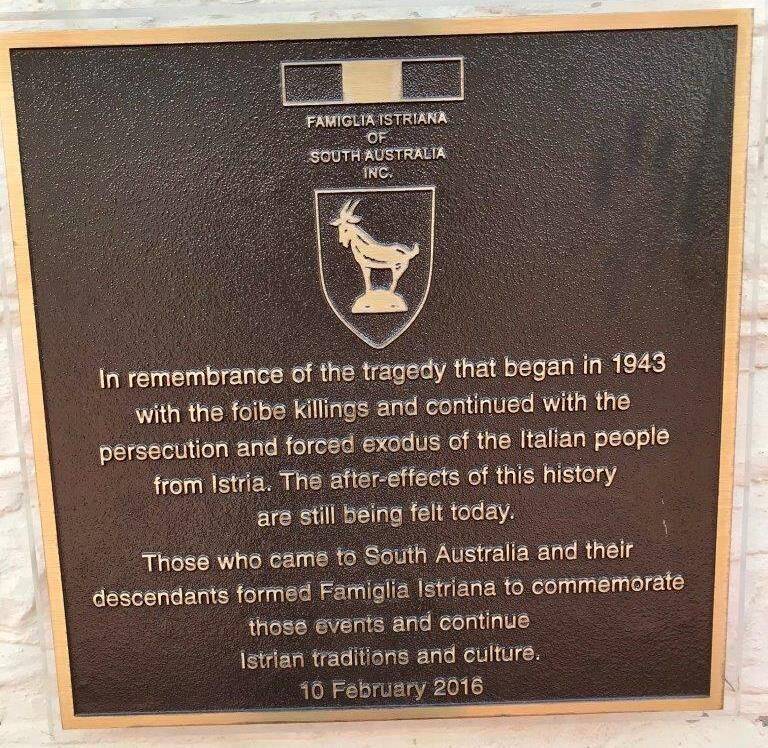 FAMIGLIA ISTRIANA
OF
SOUTH AUSTRALIA
INC.
In remembrance of the tragedy that began in 1943
with the foibe killings and continued with the
persecution and forced exodus of the Italian people
from Istria. The after-effects of this history
are still being felt today.
Those who came to South Australia and their
descendants formed Famiglia Istriana to commemorate
those events and continue
Istrian traditions and culture.
10 February 2016